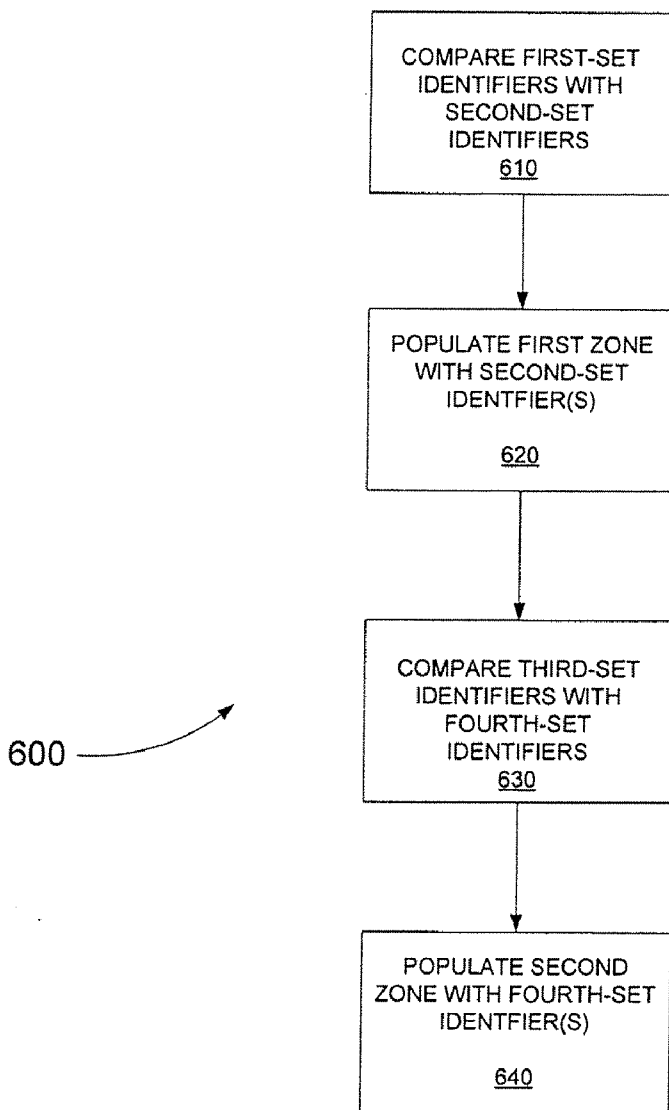 COMPARE FIRST-SET
IDENTIFIERS WITH
SECOND-SET
IDENTIFIERS
610
POPULATE FIRST ZONE
WITH SECOND-SET
IDENTFIER(S)
620
COMPARE THIRD-SET
IDENTIFIERS WITH
FOURTH-SET
IDENTIFIERS
630
600
POPULATE SECOND
ZONE WITH FOURTH-SET
IDENTFIER(S)
640